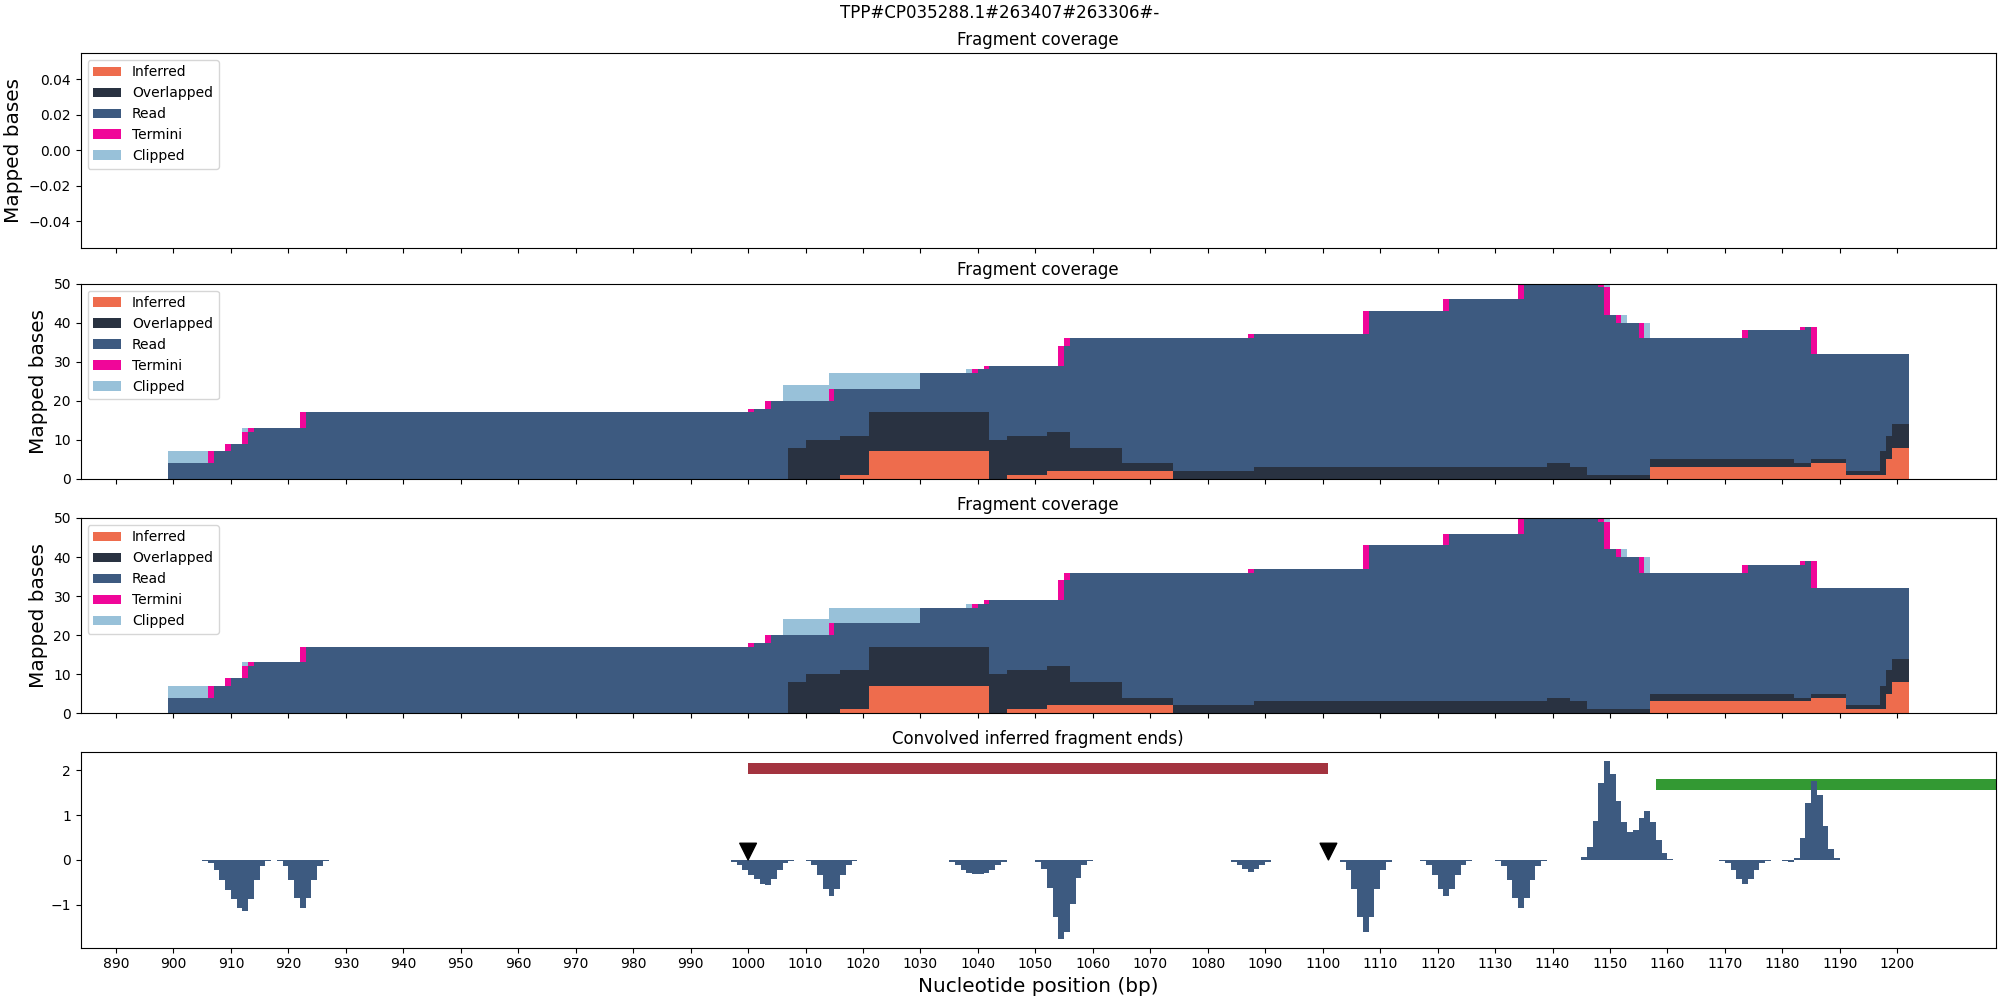 TPP#CP035288.1#263407#263306#-
Fragment coverage
Mapped bases
0.04
0.02
0.00
−0.02
−0.04
Inferred
Overlapped
Read
Termini
Clipped
Fragment coverage
Mapped bases
50
40
30
20
10
0
Inferred
Overlapped
Read
Termini
Clipped
Fragment coverage
Mapped bases
50
40
30
20
10
0
Inferred
Overlapped
Read
Termini
Clipped
Convolved inferred fragment ends)
2
1
0
−1
890 900 910 920 930 940 950 960 970 980 990 1000 1010 1020 1030 1040 1050 1060 1070 1080 1090 1100 1110 1120 1130 1140 1150 1160 1170 1180 1190 1200
Nucleotide position (bp)